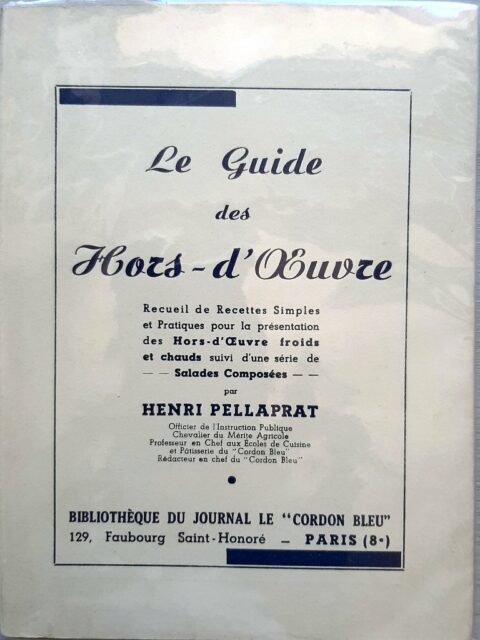 Le Guide
des
Hors-d'Œuvre
Recueil de Recettes Simples
et Pratiques pour la présentation
des Hors-d'Œuvre froids
et chauds suivi d'une série de
— — Salades Composées — —
par
HENRI PELLAPRAT
Officier de l'Instruction Publique
Chevalier du Mérite Agricole
Professeur en Chef aux Écoles de Cuisine
et Pâtisserie du "Cordon Bleu"
Rédacteur en chef du "Cordon Bleu"
BIBLIOTHÈQUE DU JOURNAL LE "CORDON BLEU"
129, Faubourg Saint-Honoré — PARIS (8e)